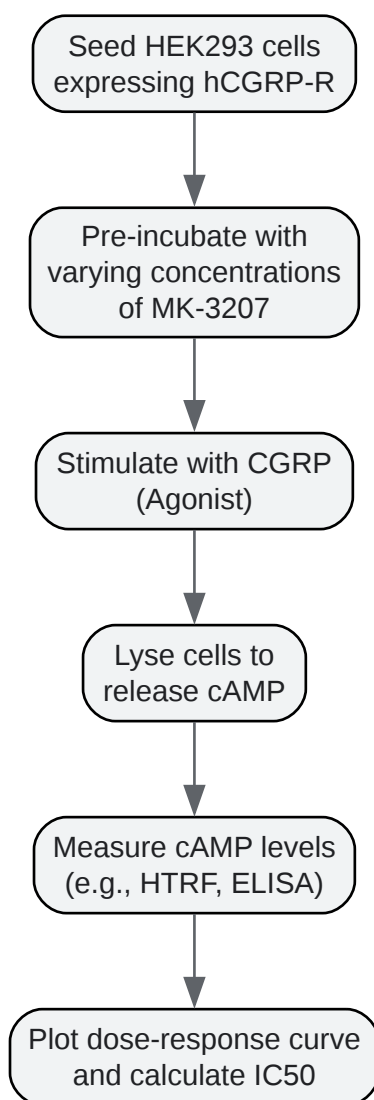 Seed HEK293 cells
expressing hCGRP-R
Pre-incubate with
varying concentrations
of MK-3207
Stimulate with CGRP
(Agonist)
Lyse cells to
release cAMP
Measure cAMP levels
(e.g., HTRF, ELISA)
Plot dose-response curve
and calculate IC50